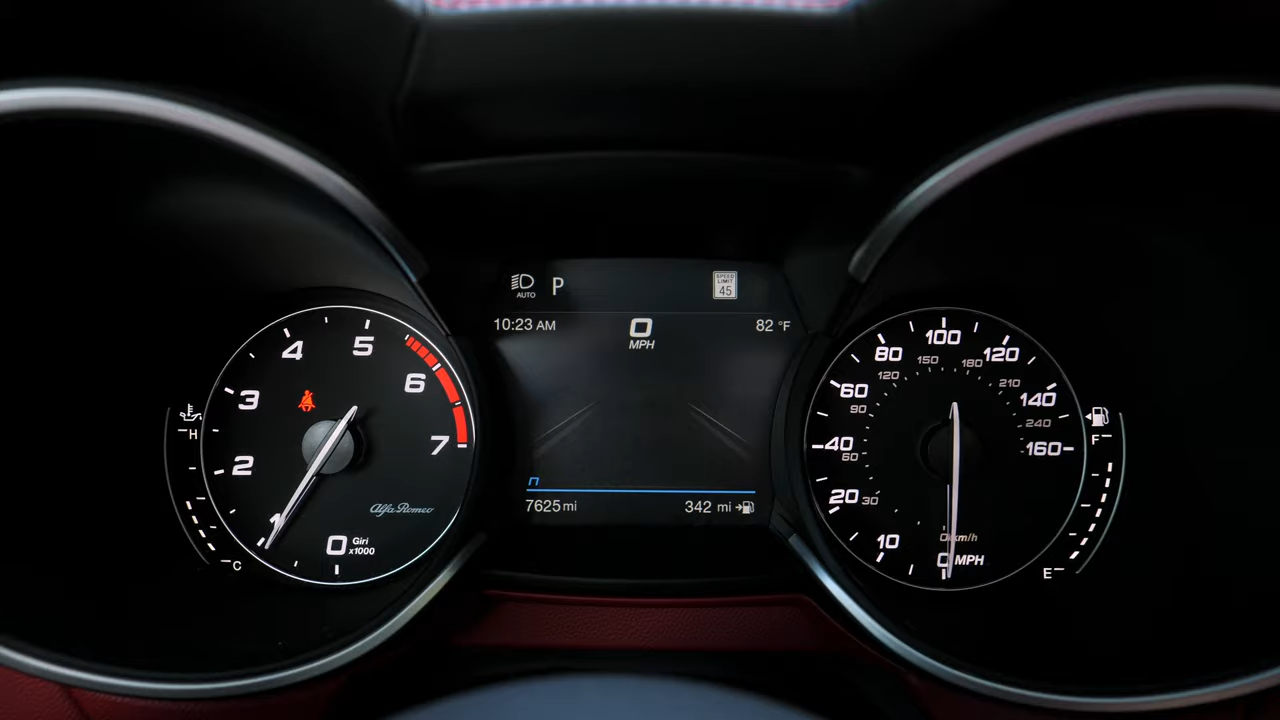 AUTO
P
SPEED
LIMIT
45
10:23 AM
0
MPH
82 °F
7625 mi
342 mi
H
C
1
2
3
4
5
6
7
0 Giri
x1000
Alfa Romeo
0 MPH
10
20
40
60
80
100
120
140
160
0 km/h
30
60
90
120
150
180
210
240
F
E